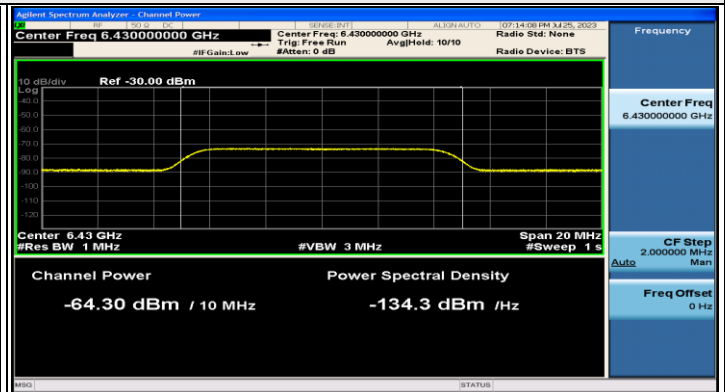 Agilent Spectrum Analyzer - Channel Power
RF 50 Ω DC SENSE:INT ALIGN AUTO 07:14:08 PM Jul 25, 2023
Center Freq 6.430000000 GHz
Center Freq: 6.430000000 GHz
Radio Std: None
Trig: Free Run Avg|Hold: 10/10
#IFGain:Low #Atten: 0 dB Radio Device: BTS
10 dB/div Ref -30.00 dBm
Log
-40.0
-50.0
-60.0
-70.0
-80.0
-90.0
-100
-110
-120
Center 6.43 GHz Span 20 MHz
#Res BW 1 MHz #VBW 3 MHz #Sweep 1 s
Channel Power Power Spectral Density
-64.30 dBm / 10 MHz -134.3 dBm /Hz
MSG STATUS
Frequency
Center Freq
6.430000000 GHz
CF Step
2.000000 MHz
Auto Man
Freq Offset
0 Hz